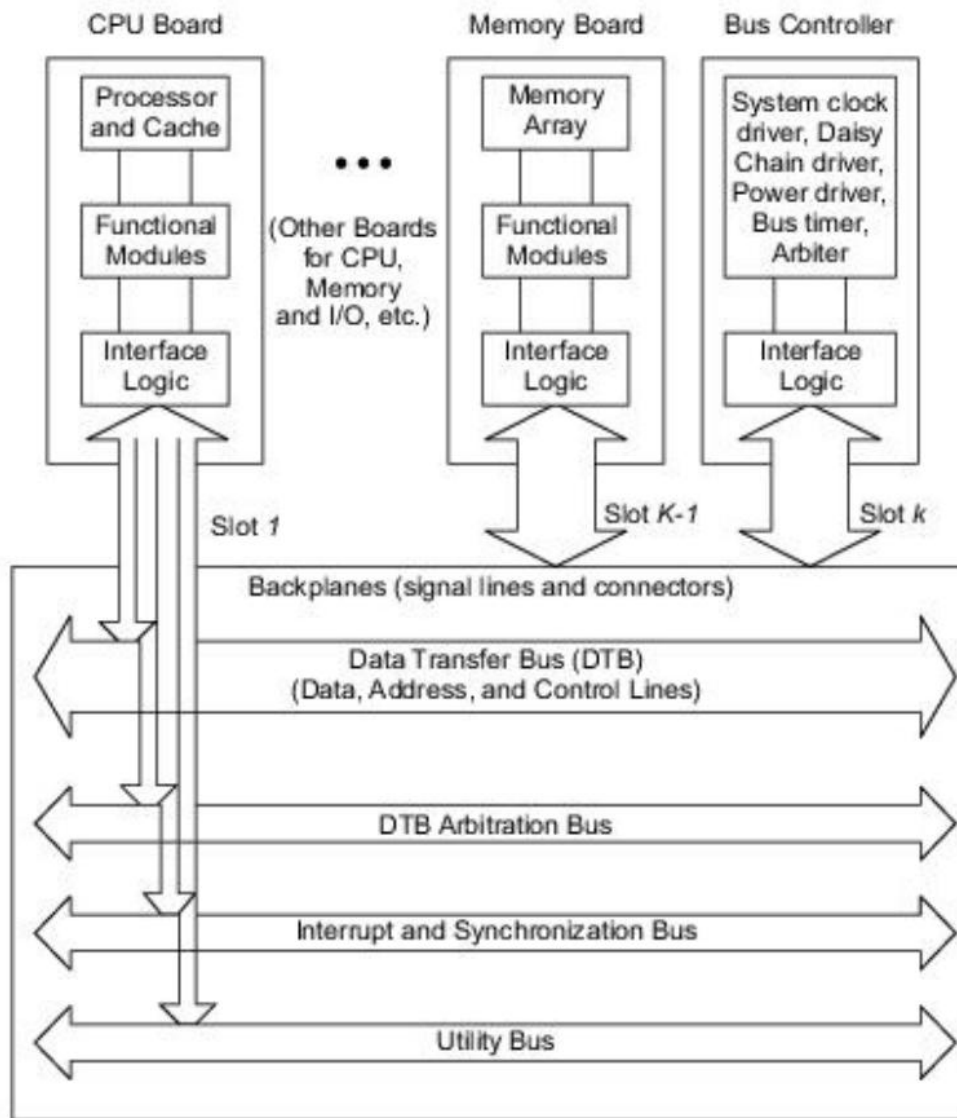 CPU Board
Memory Board
Bus Controller
Processor
and Cache
Functional
Modules
Interface
Logic
•••
(Other Boards
for CPU,
Memory
and I/O, etc.)
Memory
Array
Functional
Modules
Interface
Logic
System clock
driver, Daisy
Chain driver,
Power driver,
Bus timer,
Arbiter
Interface
Logic
Slot 1
Slot K-1
Slot k
Backplanes (signal lines and connectors)
Data Transfer Bus (DTB)
(Data, Address, and Control Lines)
DTB Arbitration Bus
Interrupt and Synchronization Bus
Utility Bus